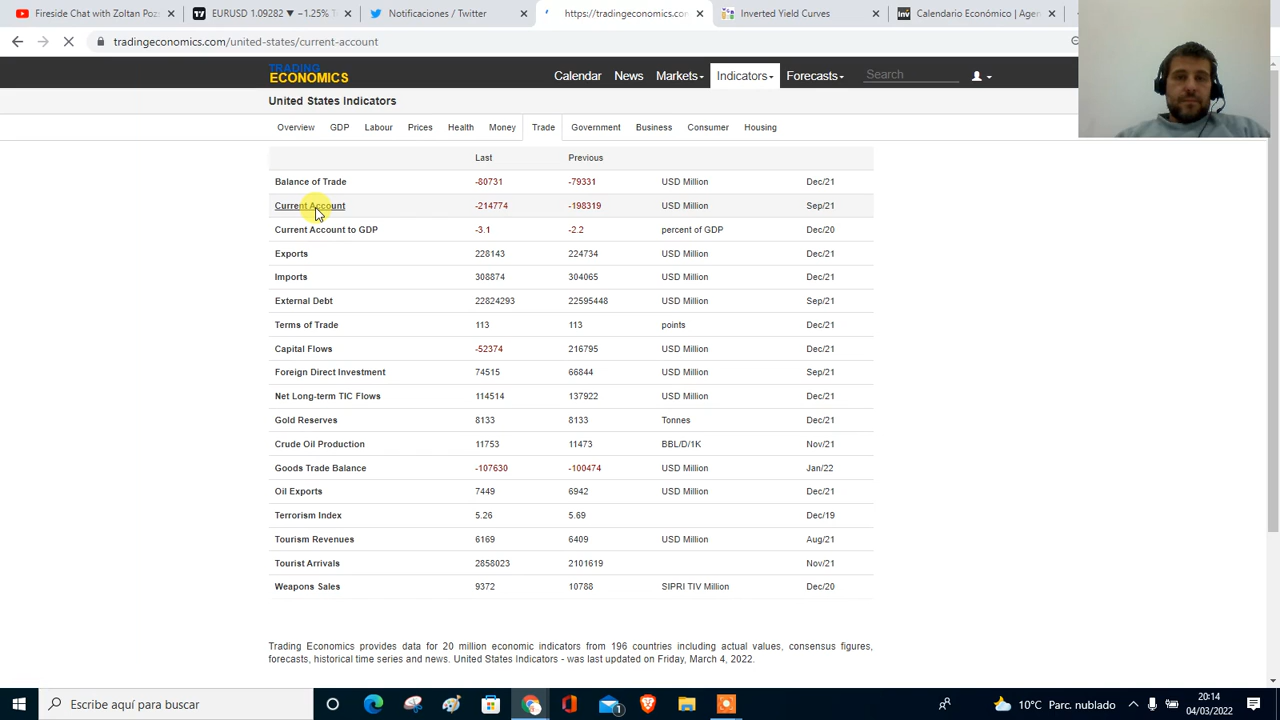 Fireside Chat with Zoltan Poz
EURUSD 1.09282 ▼ −1.25% T
Notificaciones / Twitter
https://tradingeconomics.co
Inverted Yield Curves
Calendario Económico | Agen
tradingeconomics.com/united-states/current-account
TRADING
ECONOMICS
Calendar News Markets Indicators Forecasts Search
United States Indicators
Overview GDP Labour Prices Health Money Trade Government Business Consumer Housing
Last Previous
Balance of Trade -80731 -79331 USD Million Dec/21
Current Account -214774 -198319 USD Million Sep/21
Current Account to GDP -3.1 -2.2 percent of GDP Dec/20
Exports 228143 224734 USD Million Dec/21
Imports 308874 304065 USD Million Dec/21
External Debt 22824293 22595448 USD Million Sep/21
Terms of Trade 113 113 points Dec/21
Capital Flows -52374 216795 USD Million Dec/21
Foreign Direct Investment 74515 66844 USD Million Sep/21
Net Long-term TIC Flows 114514 137922 USD Million Dec/21
Gold Reserves 8133 8133 Tonnes Dec/21
Crude Oil Production 11753 11473 BBL/D/1K Nov/21
Goods Trade Balance -107630 -100474 USD Million Jan/22
Oil Exports 7449 6942 USD Million Dec/21
Terrorism Index 5.26 5.69 Dec/19
Tourism Revenues 6169 6409 USD Million Aug/21
Tourist Arrivals 2858023 2101619 Nov/21
Weapons Sales 9372 10788 SIPRI TIV Million Dec/20
Trading Economics provides data for 20 million economic indicators from 196 countries including actual values, consensus figures,
forecasts, historical time series and news. United States Indicators - was last updated on Friday, March 4, 2022.
Escribe aquí para buscar
1
10°C Parc. nublado
20:14
04/03/2022